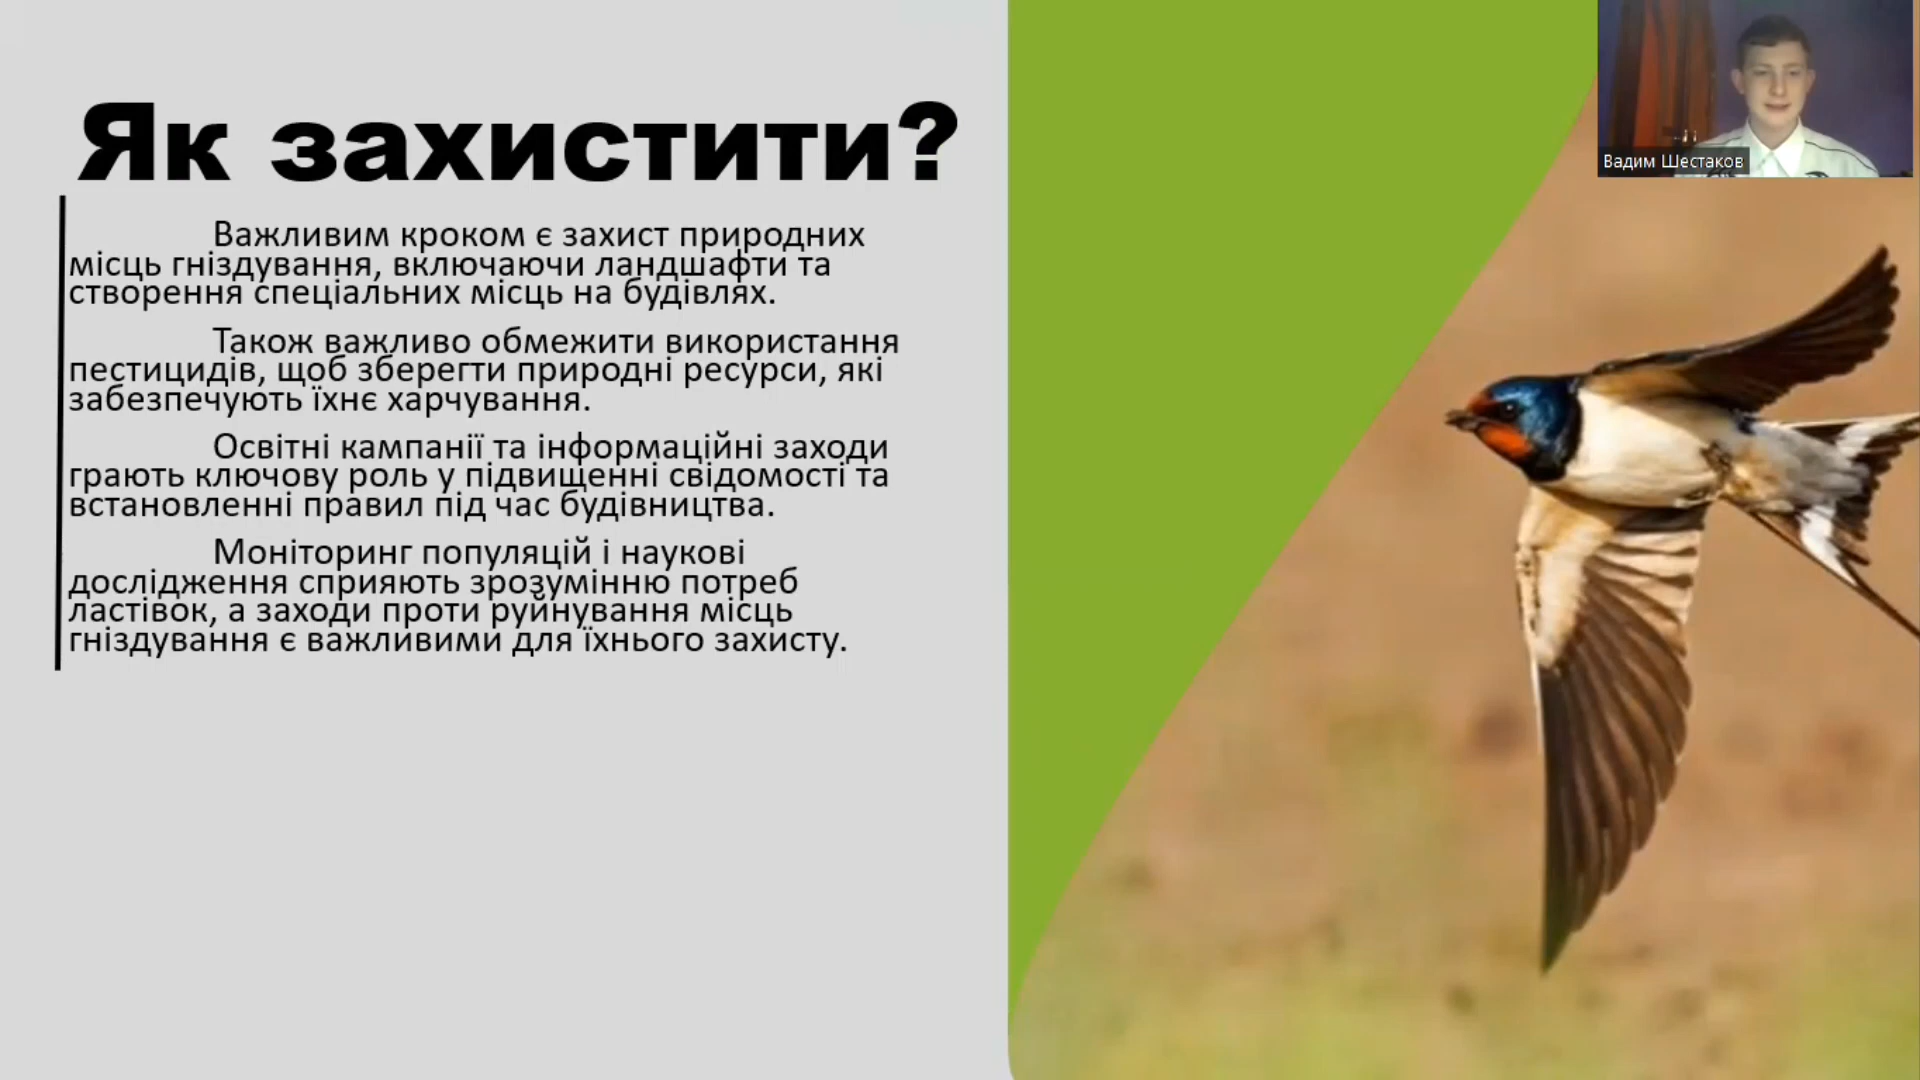 Як захистити?
Важливим кроком є захист природних
місць гніздування, включаючи ландшафти та
створення спеціальних місць на будівлях.
Також важливо обмежити використання
пестицидів, щоб зберегти природні ресурси, які
забезпечують їхнє харчування.
Освітні кампанії та інформаційні заходи
грають ключову роль у підвищенні свідомості та
встановленні правил під час будівництва.
Моніторинг популяцій і наукові
дослідження сприяють зрозумінню потреб
ластівок, а заходи проти руйнування місць
гніздування є важливими для їхнього захисту.
Вадим Шестаков